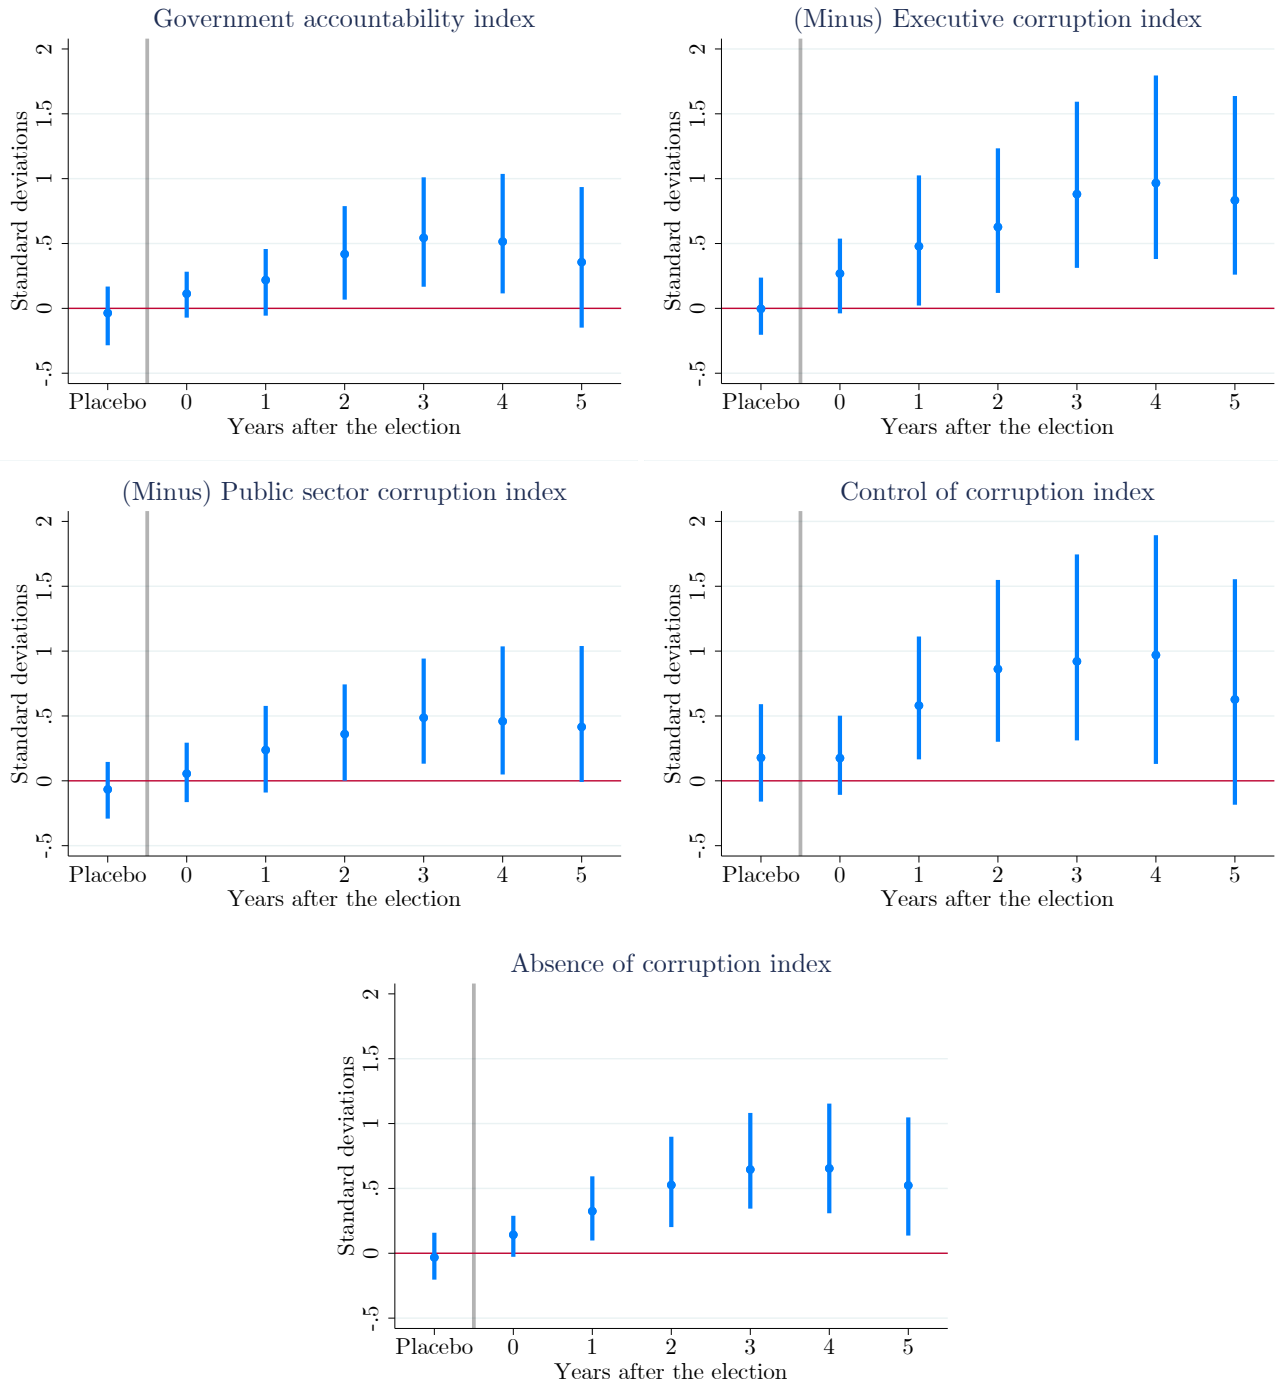 Government accountability index
Standard deviations
2
1.5
1
.5
0
-.5
Placebo 0 1 2 3 4 5
Years after the election
(Minus) Executive corruption index
Standard deviations
2
1.5
1
.5
0
-.5
Placebo 0 1 2 3 4 5
Years after the election
(Minus) Public sector corruption index
Standard deviations
2
1.5
1
.5
0
-.5
Placebo 0 1 2 3 4 5
Years after the election
Control of corruption index
Standard deviations
2
1.5
1
.5
0
-.5
Placebo 0 1 2 3 4 5
Years after the election
Absence of corruption index
Standard deviations
2
1.5
1
.5
0
-.5
Placebo 0 1 2 3 4 5
Years after the election